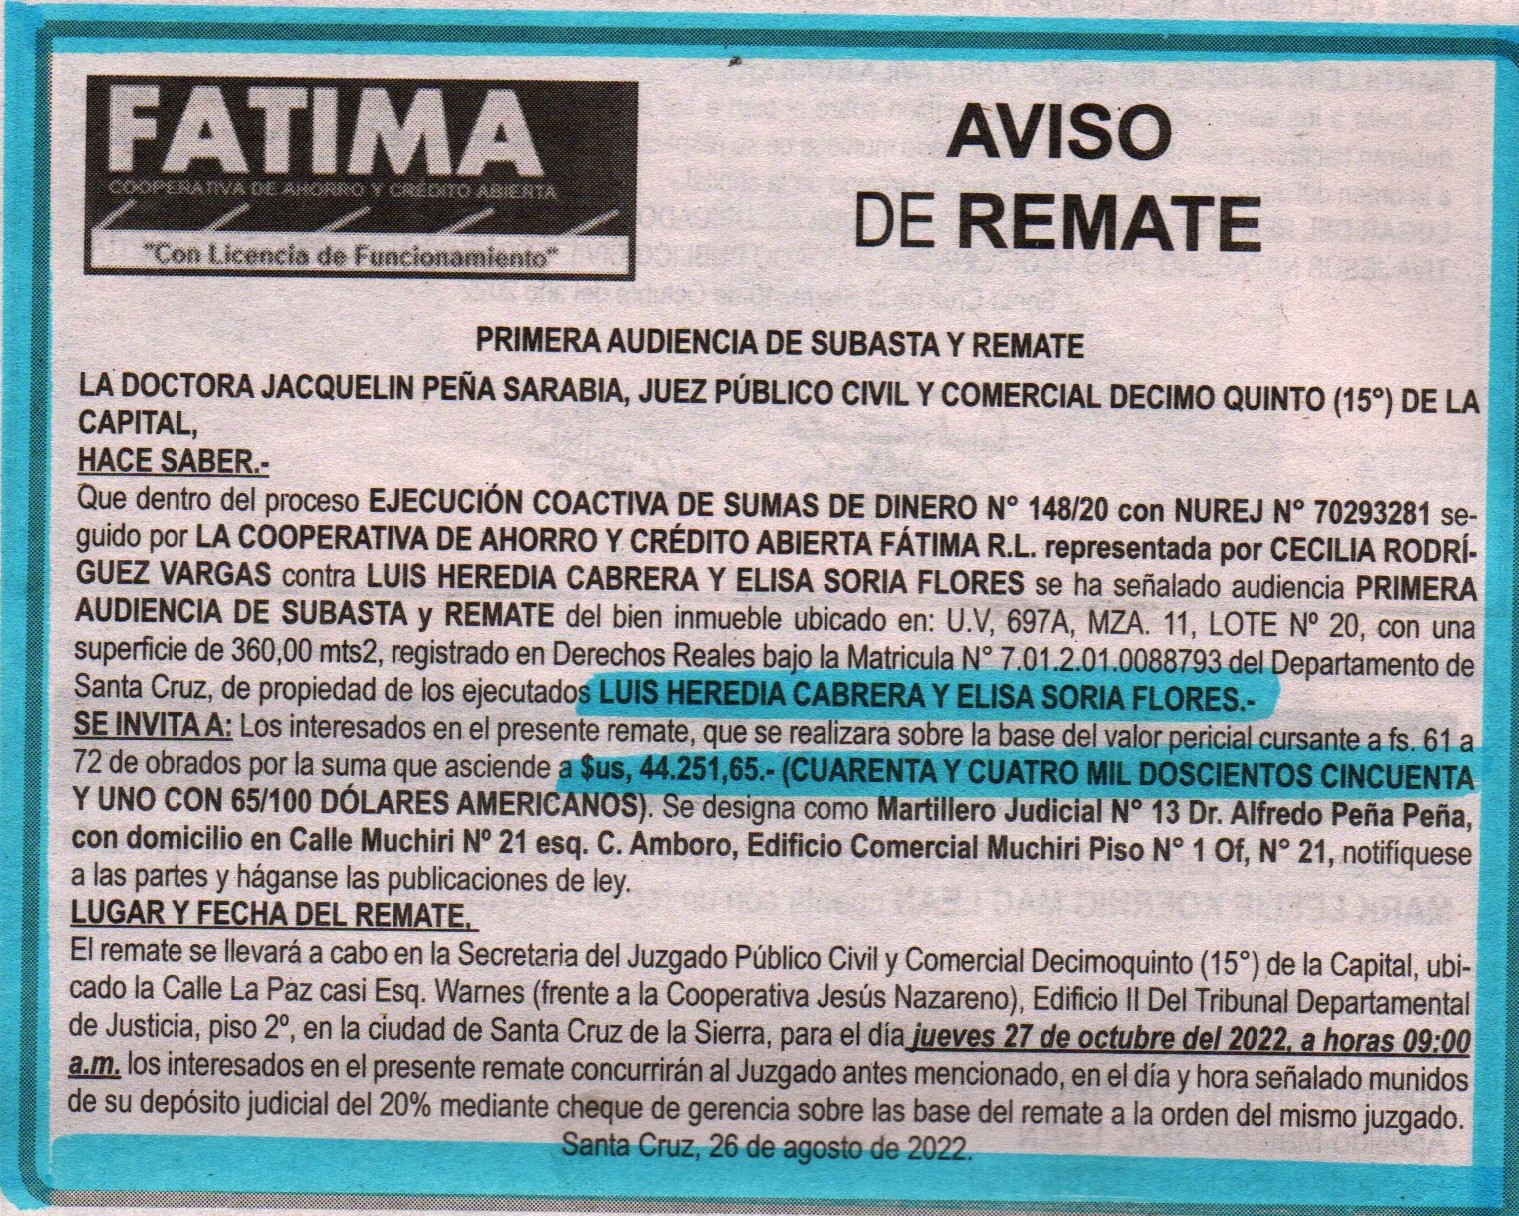 FATIMA
COOPERATIVA DE AHORRO Y CRÉDITO ABIERTA
"Con Licencia de Funcionamiento"
AVISO
DE REMATE
PRIMERA AUDIENCIA DE SUBASTA Y REMATE
LA DOCTORA JACQUELIN PEÑA SARABIA, JUEZ PÚBLICO CIVIL Y COMERCIAL DECIMO QUINTO (15°) DE LA
CAPITAL,
HACE SABER.-
Que dentro del proceso EJECUCIÓN COACTIVA DE SUMAS DE DINERO N° 148/20 con NUREJ N° 70293281 se-
guido por LA COOPERATIVA DE AHORRO Y CRÉDITO ABIERTA FÁTIMA R.L. representada por CECILIA RODRÍ-
GUEZ VARGAS contra LUIS HEREDIA CABRERA Y ELISA SORIA FLORES se ha señalado audiencia PRIMERA
AUDIENCIA DE SUBASTA y REMATE del bien inmueble ubicado en: U.V, 697A, MZA. 11, LOTE Nº 20, con una
superficie de 360,00 mts2, registrado en Derechos Reales bajo la Matricula N° 7.01.2.01.0088793 del Departamento de
Santa Cruz, de propiedad de los ejecutados LUIS HEREDIA CABRERA Y ELISA SORIA FLORES.-
SE INVITA A: Los interesados en el presente remate, que se realizara sobre la base del valor pericial cursante a fs. 61 a
72 de obrados por la suma que asciende a $us, 44.251,65.- (CUARENTA Y CUATRO MIL DOSCIENTOS CINCUENTA
Y UNO CON 65/100 DÓLARES AMERICANOS). Se designa como Martillero Judicial N° 13 Dr. Alfredo Peña Peña,
con domicilio en Calle Muchiri Nº 21 esq. C. Amboro, Edificio Comercial Muchiri Piso N° 1 Of, N° 21, notifíquese
a las partes y háganse las publicaciones de ley.
LUGAR Y FECHA DEL REMATE,
El remate se llevará a cabo en la Secretaria del Juzgado Público Civil y Comercial Decimoquinto (15°) de la Capital, ubi-
cado la Calle La Paz casi Esq. Warnes (frente a la Cooperativa Jesús Nazareno), Edificio II Del Tribunal Departamental
de Justicia, piso 2º, en la ciudad de Santa Cruz de la Sierra, para el día jueves 27 de octubre del 2022, a horas 09:00
a.m. los interesados en el presente remate concurrirán al Juzgado antes mencionado, en el día y hora señalado munidos
de su depósito judicial del 20% mediante cheque de gerencia sobre las base del remate a la orden del mismo juzgado.
Santa Cruz, 26 de agosto de 2022.